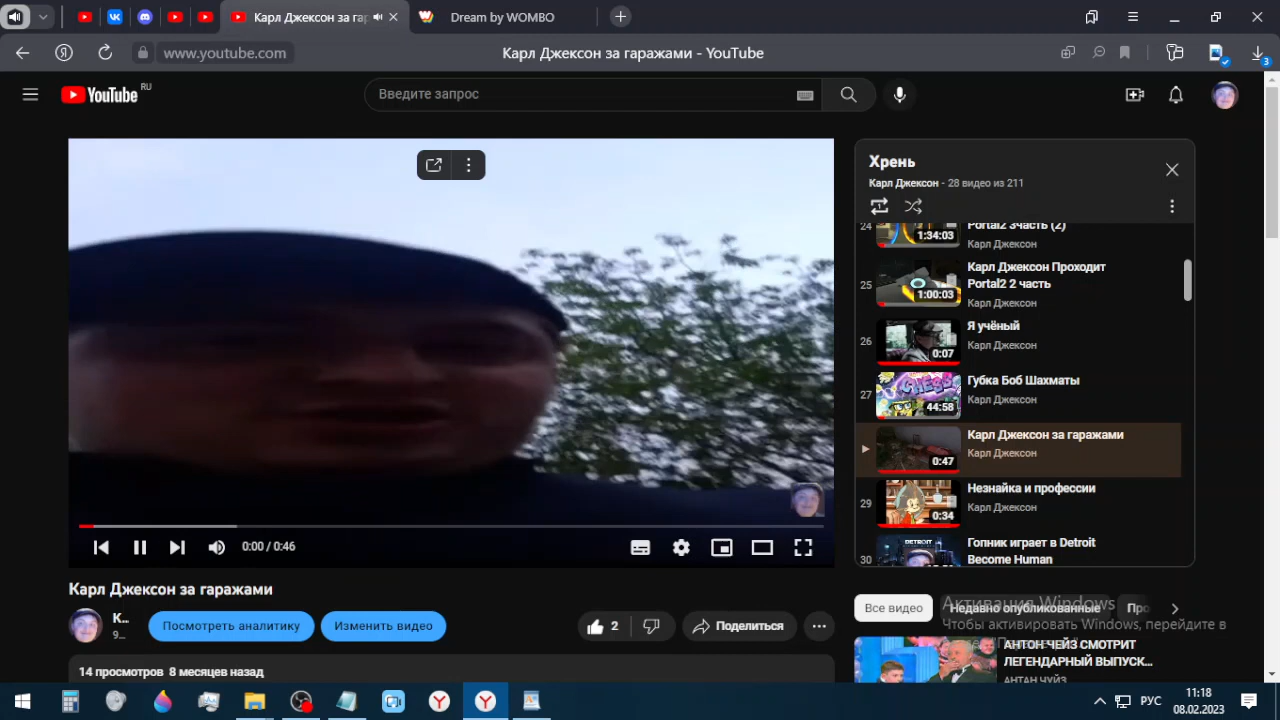 Карл Джексон за гар
Dream by WOMBO
www.youtube.com
Карл Джексон за гаражами - YouTube
3
YouTube
RU
Введите запрос
Хрень
Карл Джексон - 28 видео из 211
24
1:34:03
Portal2 3часть (2)
Карл Джексон
25
1:00:03
Карл Джексон Проходит
Portal2 2 часть
Карл Джексон
26
0:07
Я учёный
Карл Джексон
27
CHESS
44:58
Губка Боб Шахматы
Карл Джексон
0:47
Карл Джексон за гаражами
Карл Джексон
29
0:34
Незнайка и профессии
Карл Джексон
30
DETROIT
Гопник играет в Detroit
Become Human
0:00 / 0:46
Карл Джексон за гаражами
К...
9...
Посмотреть аналитику
Изменить видео
2
Поделиться
14 просмотров 8 месяцев назад
Все видео
Недавно опубликованные
Про
Активация Windows
Чтобы активировать Windows, перейдите в
АНТОН ЧЕЙЗ СМОТРИТ
ЛЕГЕНДАРНЫЙ ВЫПУСК...
АНТАН ЧУЙЗ
РУС
11:18
08.02.2023